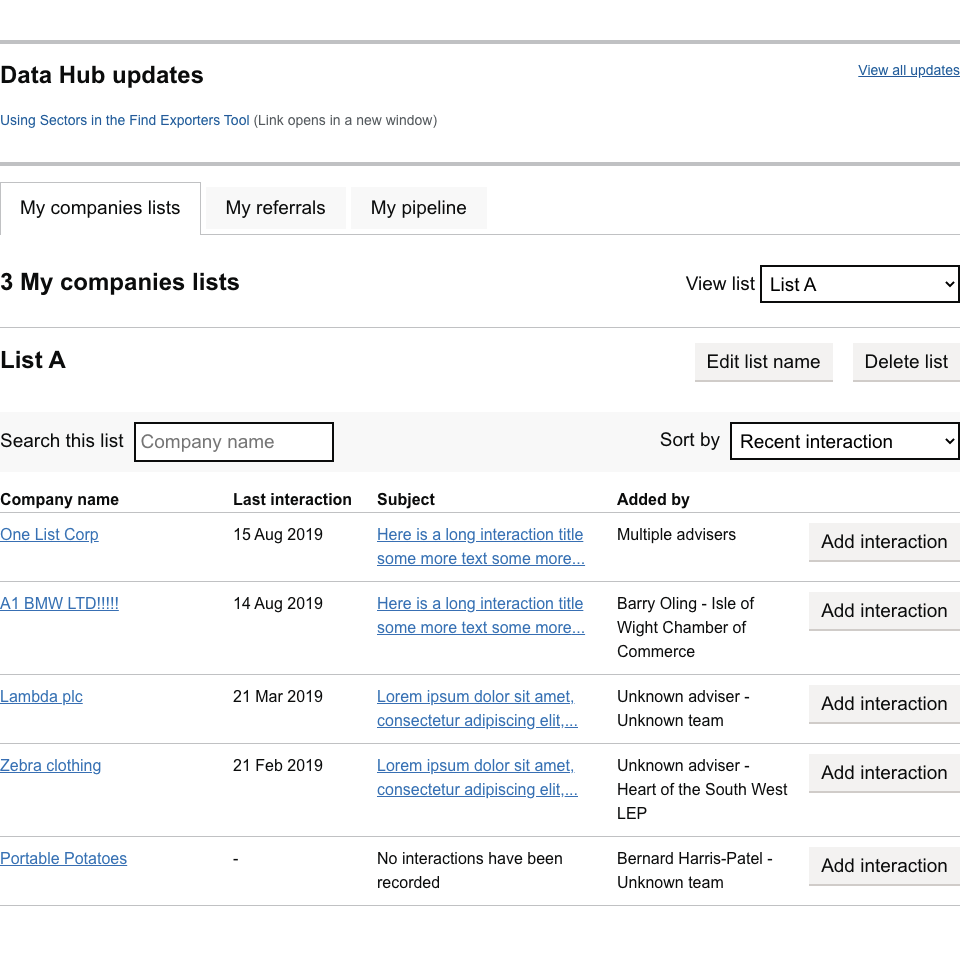 Data Hub updates
View all updates
Using Sectors in the Find Exporters Tool (Link opens in a new window)
My companies lists
My referrals
My pipeline
3 My companies lists
View list
List A
List A
Edit list name
Delete list
Search this list
Company name
Sort by
Recent interaction
Company name
Last interaction
Subject
Added by
One List Corp
15 Aug 2019
Here is a long interaction title
some more text some more...
Multiple advisers
Add interaction
A1 BMW LTD!!!!!
14 Aug 2019
Here is a long interaction title
some more text some more...
Barry Oling - Isle of
Wight Chamber of
Commerce
Add interaction
Lambda plc
21 Mar 2019
Lorem ipsum dolor sit amet,
consectetur adipiscing elit,...
Unknown adviser -
Unknown team
Add interaction
Zebra clothing
21 Feb 2019
Lorem ipsum dolor sit amet,
consectetur adipiscing elit,...
Unknown adviser -
Heart of the South West
LEP
Add interaction
Portable Potatoes
-
No interactions have been
recorded
Bernard Harris-Patel -
Unknown team
Add interaction